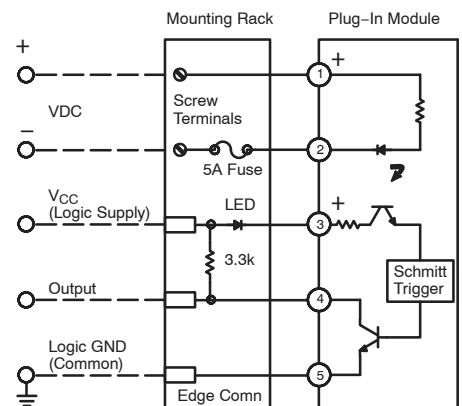 Mounting Rack
Plug−In Module
+
+
1
VDC
Screw
Terminals
−
2
5A Fuse
VCC
(Logic Supply)
LED
+
3
3.3k
Schmitt
Trigger
Output
4
Logic GND
(Common)
5
Edge Comn